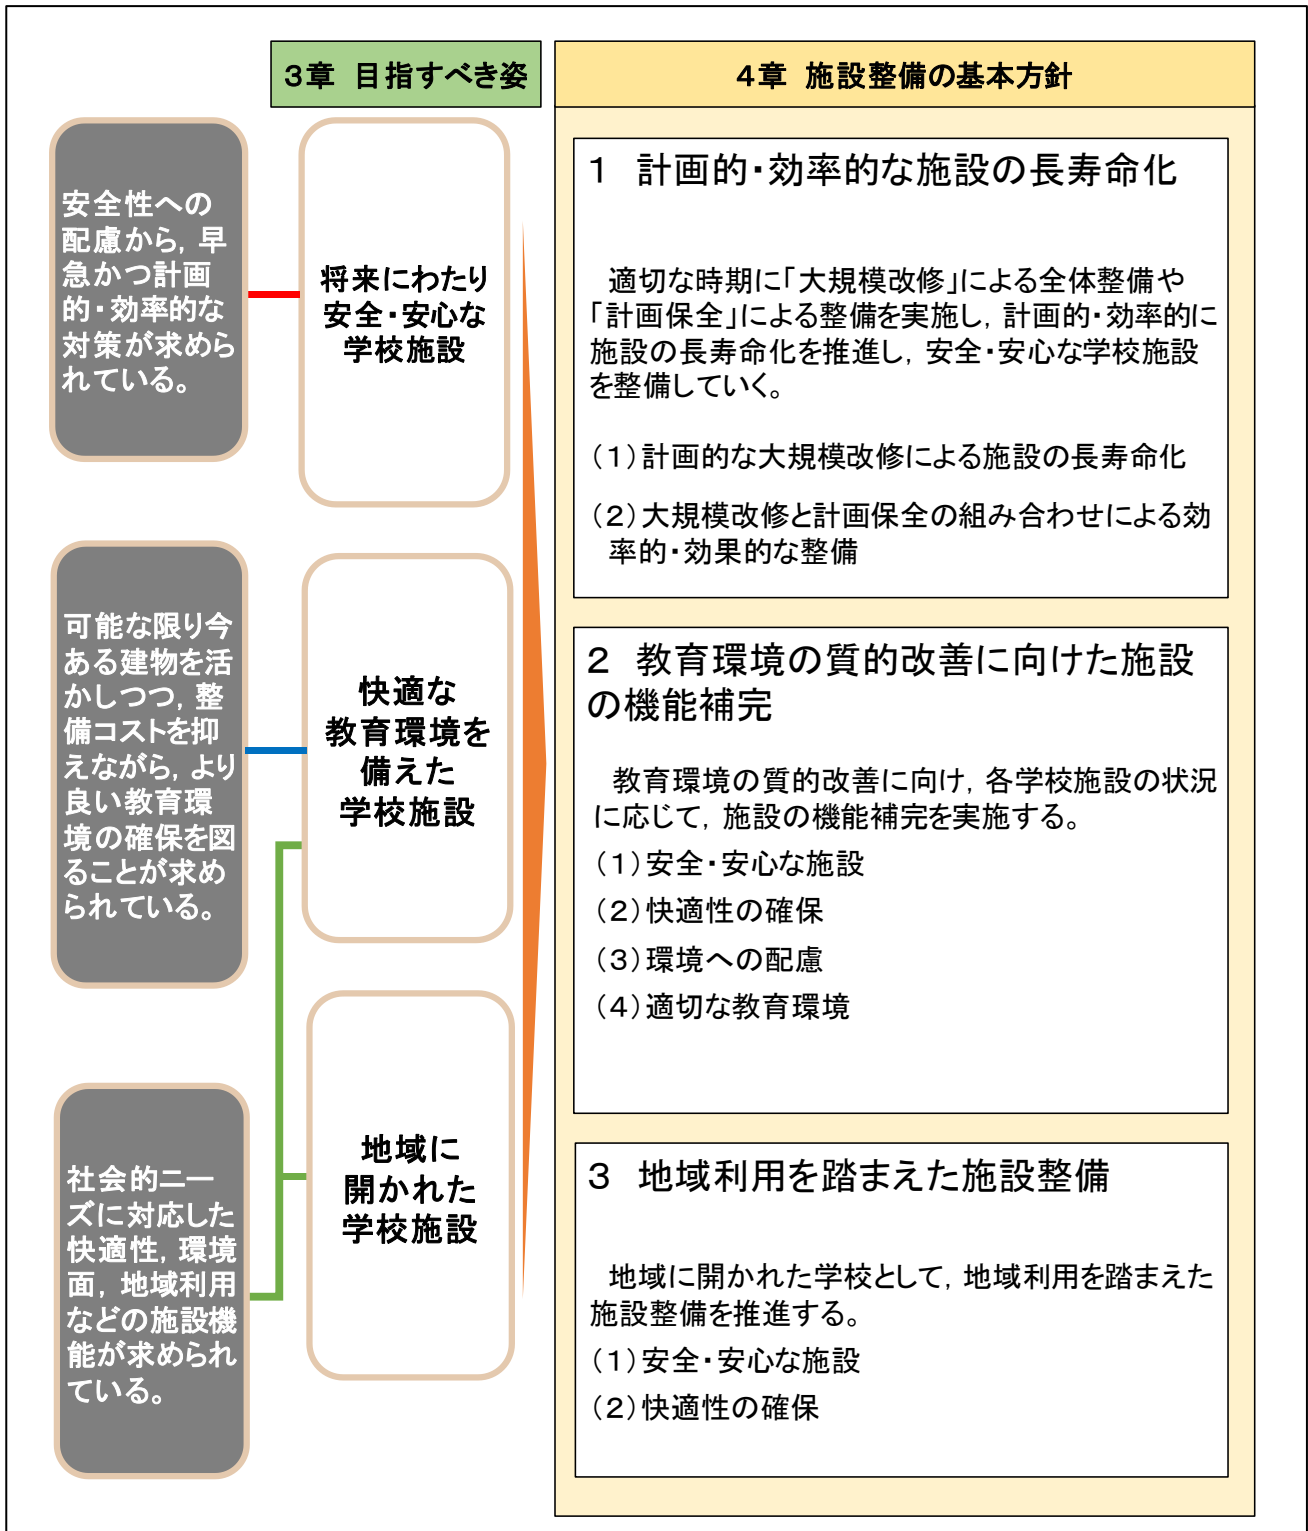 3章 目指すべき姿
4章 施設整備の基本方針
安全性への
配慮から，早
急かつ計画
的・効率的な
対策が求めら
れている。
将来にわたり
安全・安心な
学校施設
可能な限り今
ある建物を活
かしつつ，整
備コストを抑
えながら，より
良い教育環
境の確保を図
ることが求め
られている。
快適な
教育環境を
備えた
学校施設
社会的ニー
ズに対応した
快適性，環境
面，地域利用
などの施設機
能が求められ
ている。
地域に
開かれた
学校施設
1 計画的・効率的な施設の長寿命化
適切な時期に「大規模改修」による全体整備や
「計画保全」による整備を実施し，計画的・効率的に
施設の長寿命化を推進し，安全・安心な学校施設
を整備していく。
（1）計画的な大規模改修による施設の長寿命化
（2）大規模改修と計画保全の組み合わせによる効
率的・効果的な整備
2 教育環境の質的改善に向けた施設
の機能補完
教育環境の質的改善に向け，各学校施設の状況
に応じて，施設の機能補完を実施する。
（1）安全・安心な施設
（2）快適性の確保
（3）環境への配慮
（4）適切な教育環境
3 地域利用を踏まえた施設整備
地域に開かれた学校として，地域利用を踏まえた
施設整備を推進する。
（1）安全・安心な施設
（2）快適性の確保